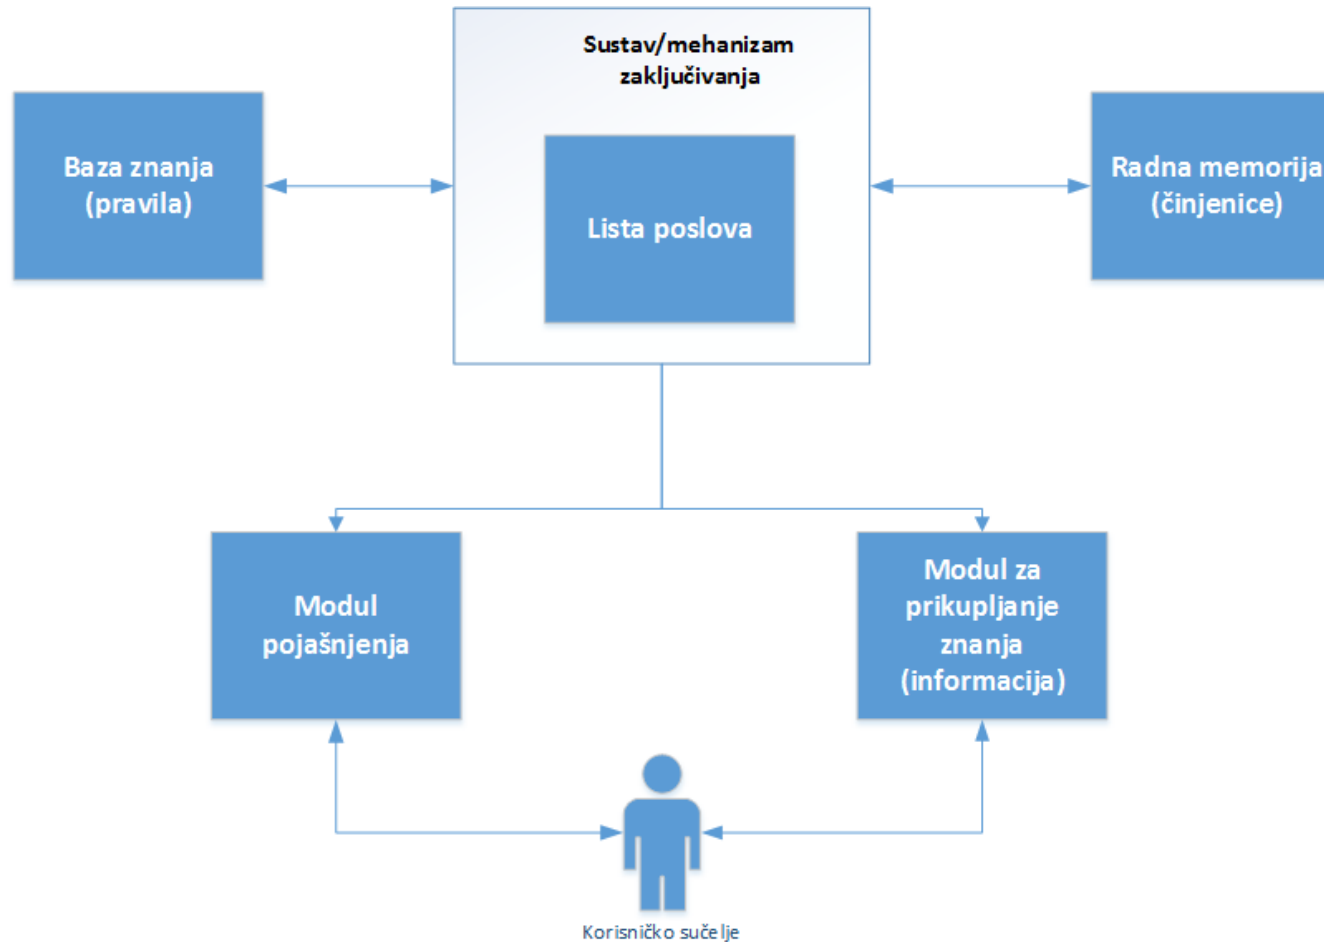 Sustav/mehanizam
zaključivanja
Baza znanja
(pravila)
Lista poslova
Radna memorija
(činjenice)
Modul
pojašnjenja
Modul za
prikupljanje
znanja
(informacija)
Korisničko sučelje